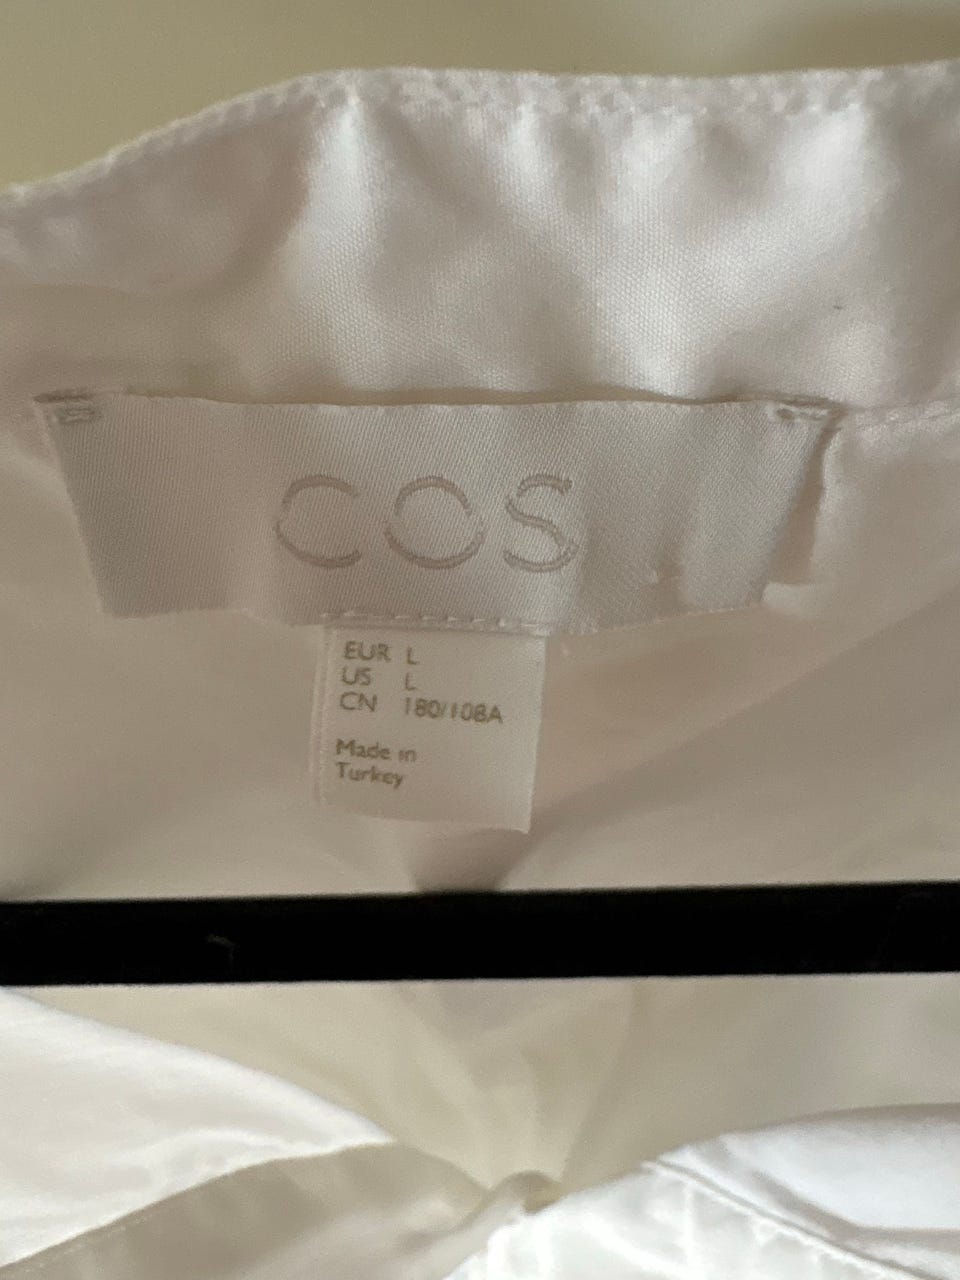 COS
EUR L
US L
CN 180/108A
Made in
Turkey